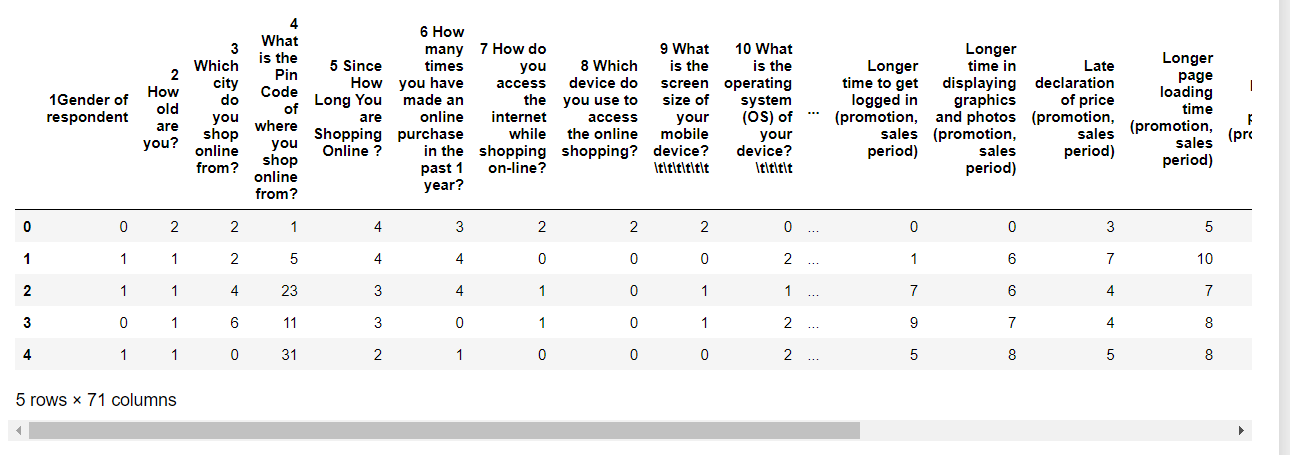 1Gender of
respondent
2
How
old
are
you?
3
Which
city
do
you
shop
online
from?
4
What
is the
Pin
Code
of
where
you
shop
online
from?
5 Since
How
Long You
are
Shopping
Online ?
6 How
many
times
you have
made an
online
purchase
in the
past 1
year?
7 How do
you
access
the
internet
while
shopping
on-line?
8 Which
device do
you use to
access
the online
shopping?
9 What
is the
screen
size of
your
mobile
device?
\t\t\t\t\t\t
10 What
is the
operating
system
(OS) of
your
device?
\t\t\t\t
...
Longer
time to get
logged in
(promotion,
sales
period)
Longer
time in
displaying
graphics
and photos
(promotion,
sales
period)
Late
declaration
of price
(promotion,
sales
period)
Longer
page
loading
time
(promotion,
sales
period)
0 0 2 2 1 4 3 2 2 2 0 ... 0 0 3 5
1 1 1 2 5 4 4 0 0 0 2 ... 1 6 7 10
2 1 1 4 23 3 4 1 0 1 1 ... 7 6 4 7
3 0 1 6 11 3 0 1 0 1 2 ... 9 7 4 8
4 1 1 0 31 2 1 0 0 0 2 ... 5 8 5 8
5 rows × 71 columns